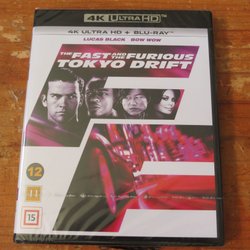 4K ULTRA HD
4K ULTRA HD + BLU-RAY
LUCAS BLACK BOW WOW
THE FAST AND THE FURIOUS
TOKYO DRIFT
12
11
15